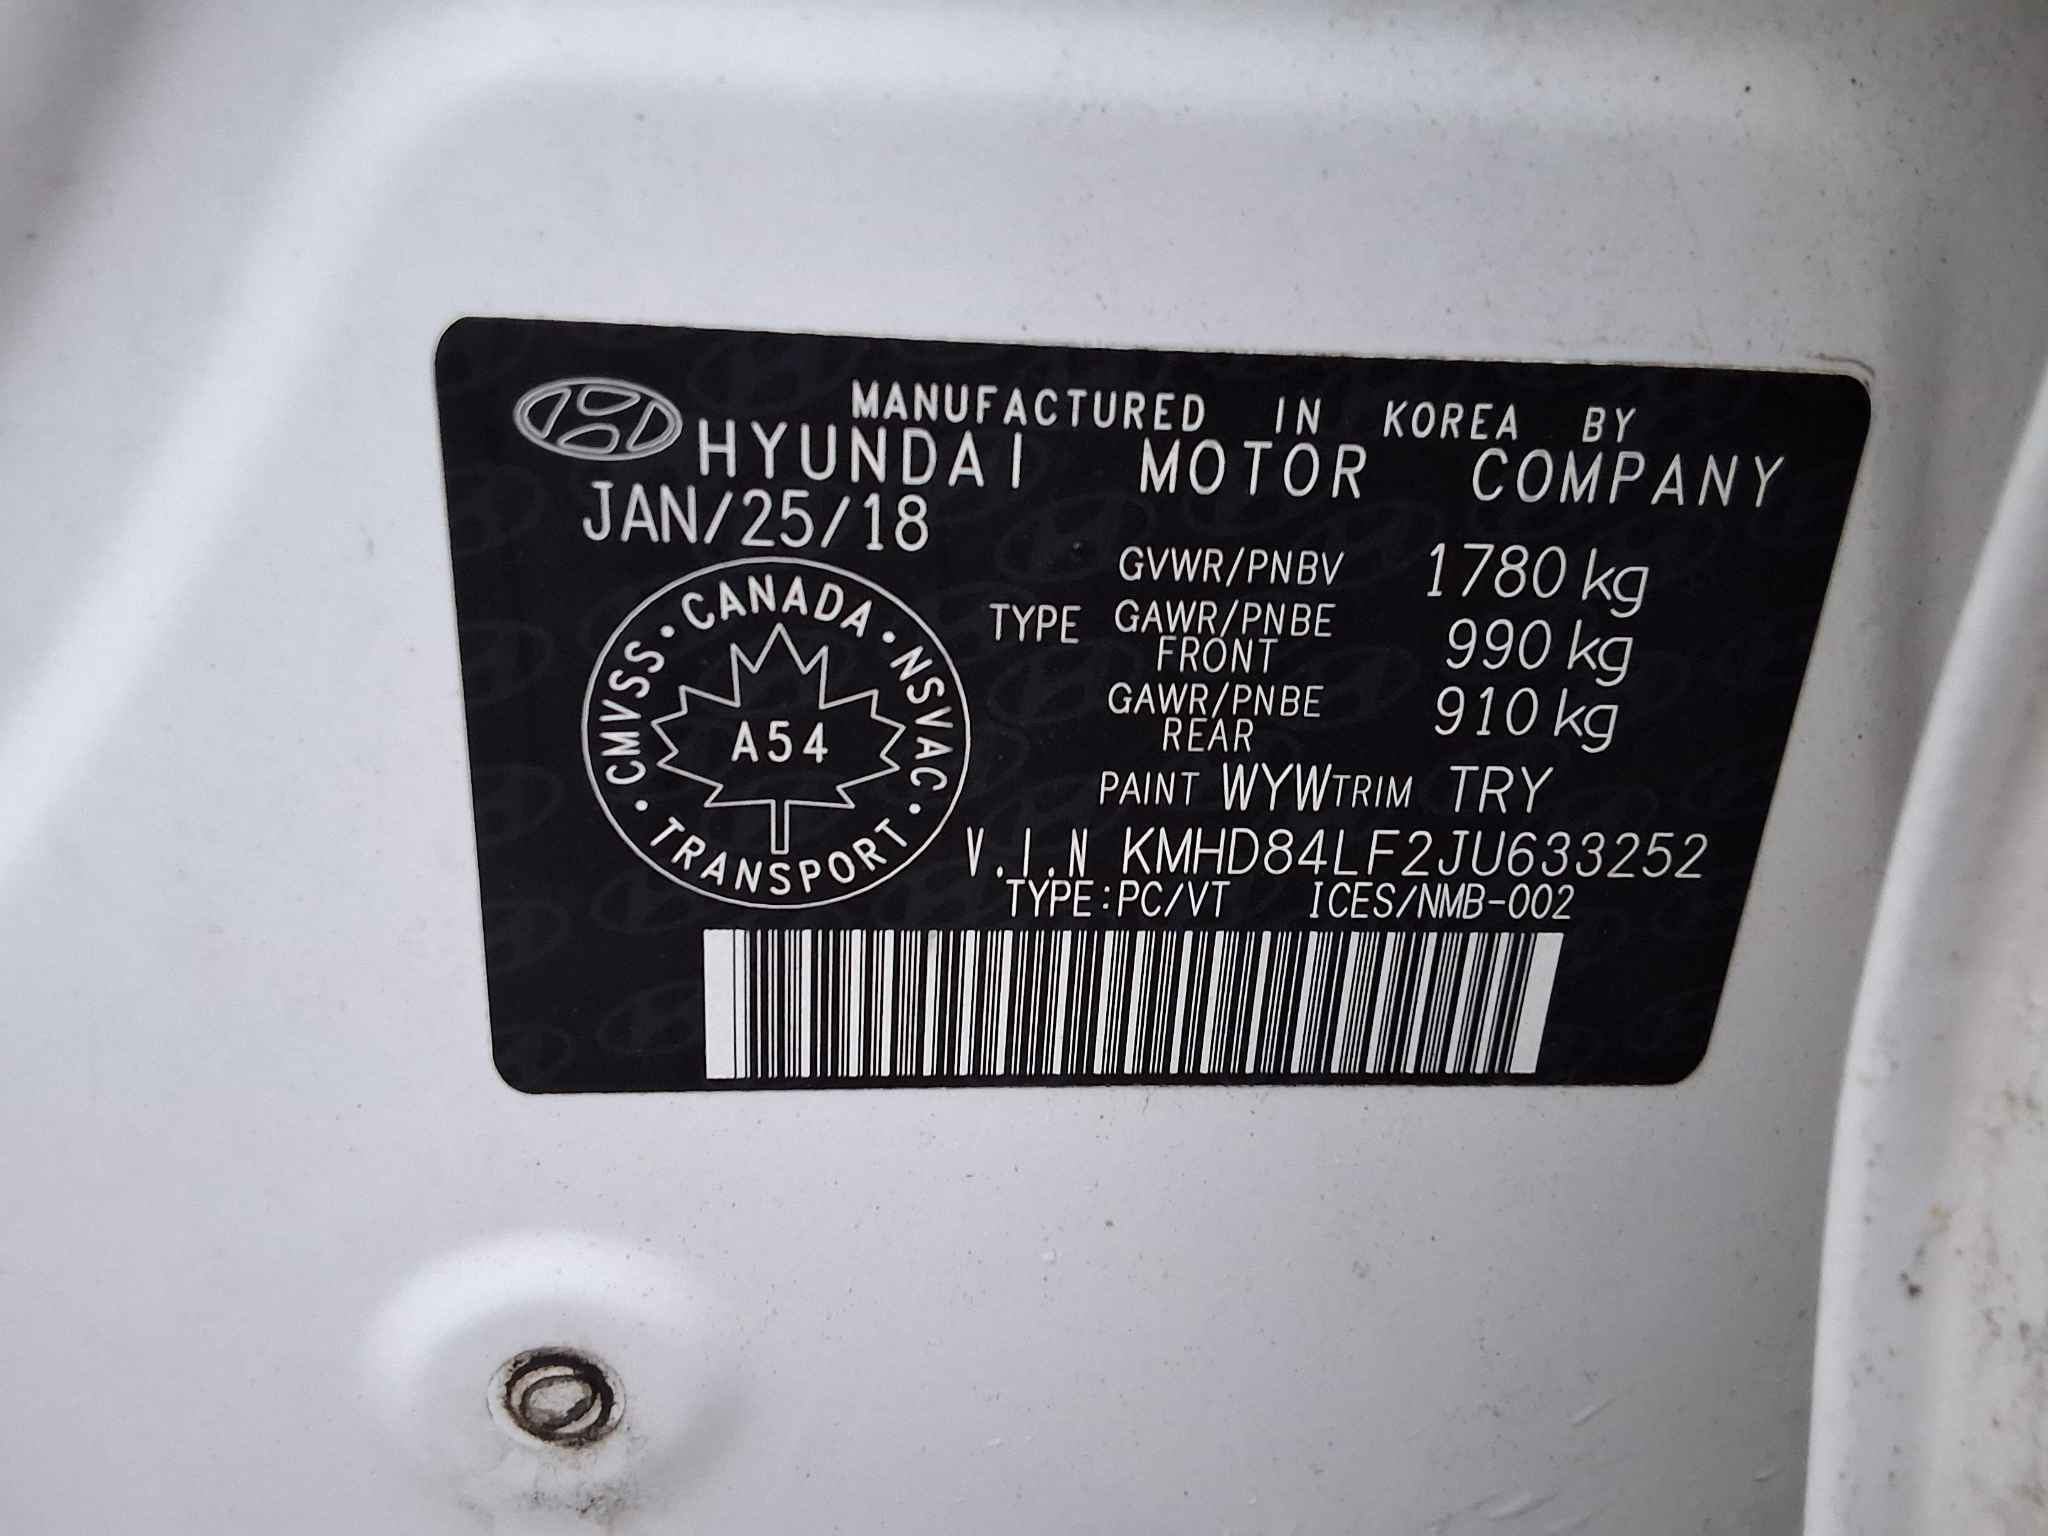 MANUFACTURED IN KOREA BY
HYUNDAI MOTOR COMPANY
JAN/25/18
GVWR/PNBV 1780 kg
TYPE GAWR/PNBE FRONT 990 kg
GAWR/PNBE REAR 910 kg
PAINT WYW TRIM TRY
V.I.N KMHD84LF2JU633252
TYPE:PC/VT ICES/NMB-002
CANADA • NSVAC • TRANSPORT • CMVSS •
A54